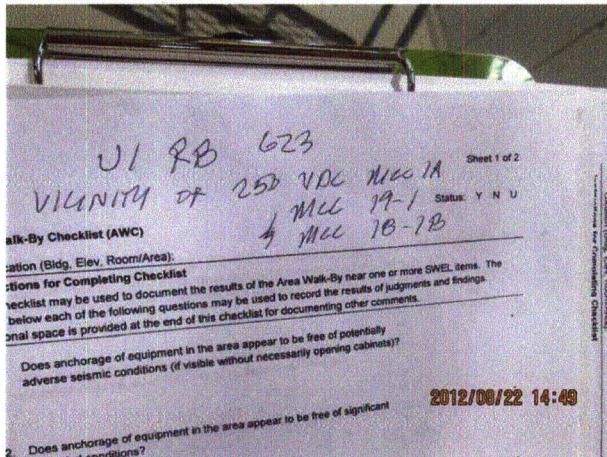 U1 RB 623
VICINITY OF 250 VDC MCC 1A
MCC 19-1
& MCC 18-1B
Sheet 1 of 2
Status: Y N U
alk-By Checklist (AWC)
cation (Bldg, Elev, Room/Area):
ctions for Completing Checklist
hecklist may be used to document the results of the Area Walk-By near one or more SWEL items. The
below each of the following questions may be used to record the results of judgments and findings.
onal space is provided at the end of this checklist for documenting other comments.
Does anchorage of equipment in the area appear to be free of potentially
adverse seismic conditions (if visible without necessarily opening cabinets)?
2012/08/22 14:49
2. Does anchorage of equipment in the area appear to be free of significant
conditions?
for Completing Checklist